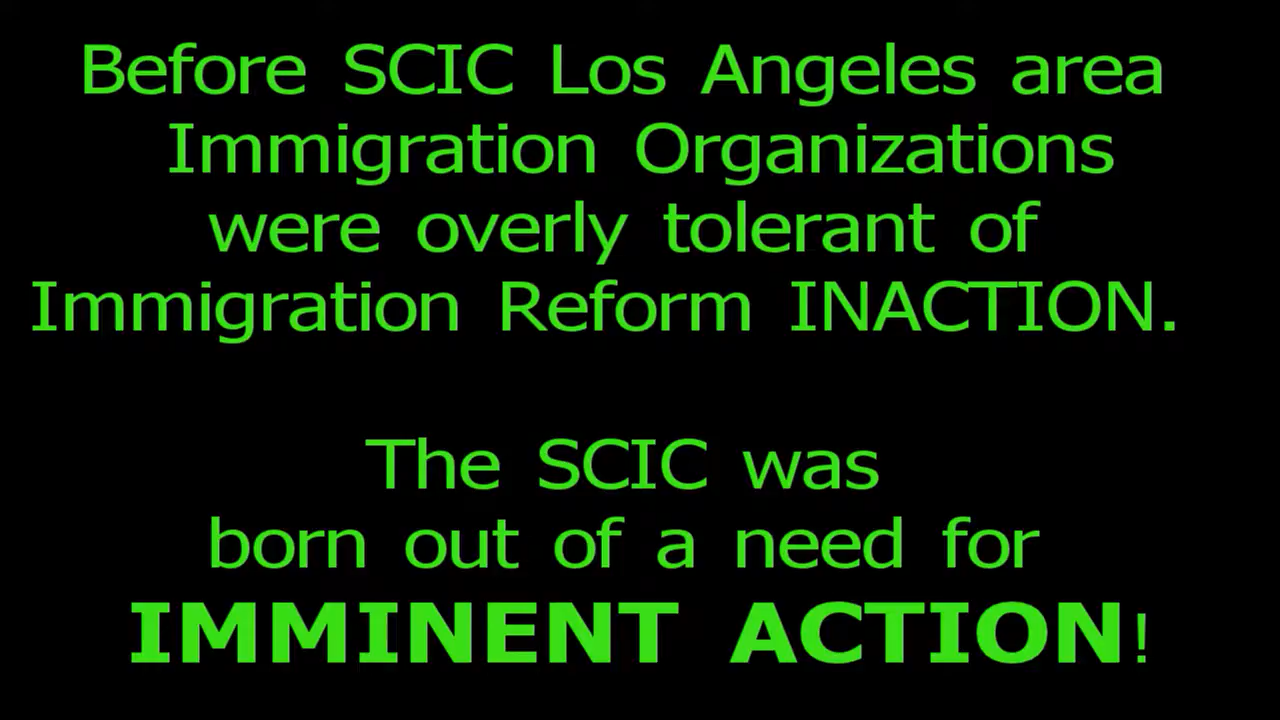 Before SCIC Los Angeles area
Immigration Organizations
were overly tolerant of
Immigration Reform INACTION.
The SCIC was
born out of a need for
IMMINENT ACTION!